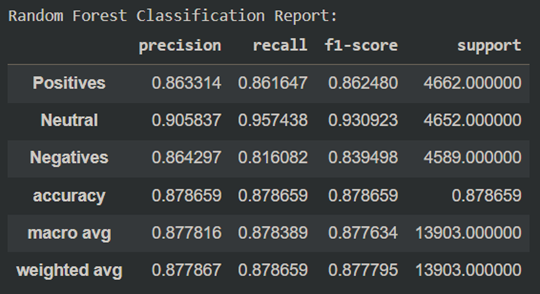 Random Forest Classification Report:
precision recall f1-score support
Positives 0.863314 0.861647 0.862480 4662.000000
Neutral 0.905837 0.957438 0.930923 4652.000000
Negatives 0.864297 0.816082 0.839498 4589.000000
accuracy 0.878659 0.878659 0.878659 0.878659
macro avg 0.877816 0.878389 0.877634 13903.000000
weighted avg 0.877867 0.878659 0.877795 13903.000000